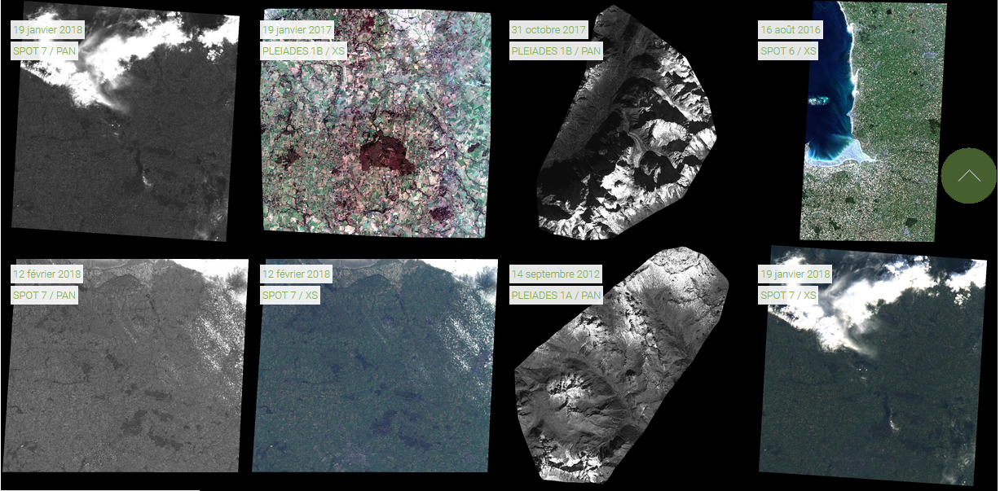 19 janvier 2018
SPOT 7 / PAN
19 janvier 2017
PLEIADES 1B / XS
31 octobre 2017
PLEIADES 1B / PAN
16 août 2016
SPOT 6 / XS
12 février 2018
SPOT 7 / PAN
12 février 2018
SPOT 7 / XS
14 septembre 2012
PLEIADES 1A / PAN
19 janvier 2018
SPOT 7 / XS